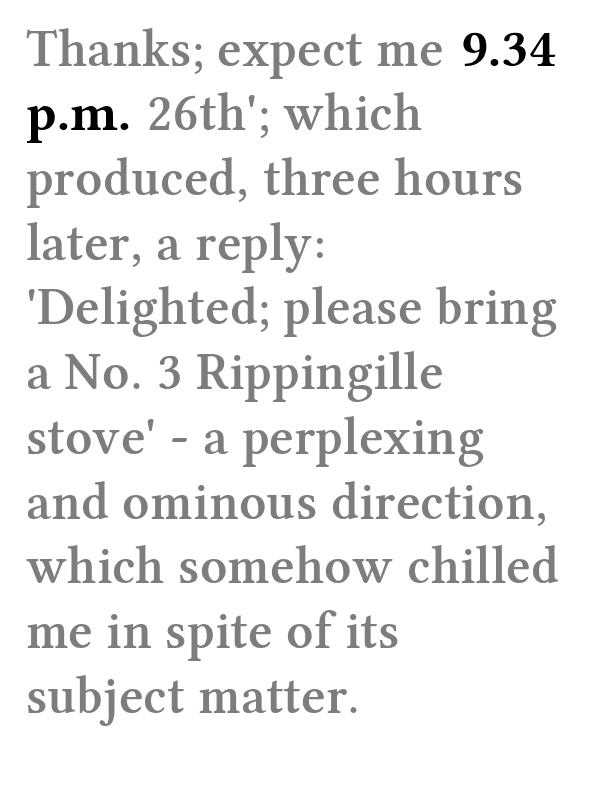 Thanks; expect me 9.34
p.m. 26th'; which
produced, three hours
later, a reply:
'Delighted; please bring
a No. 3 Rippingille
stove' - a perplexing
and ominous direction,
which somehow chilled
me in spite of its
subject matter.